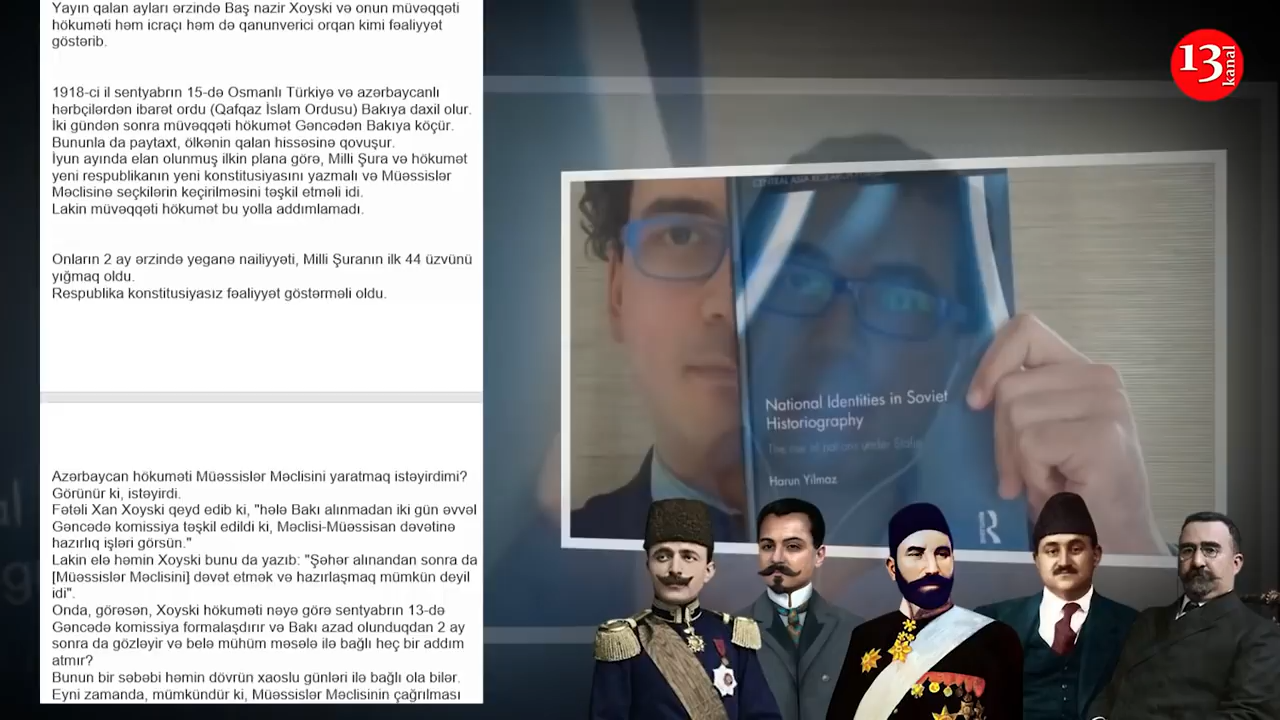 Yayın qalan ayları ərzində Baş nazir Xoyski və onun müvəqqəti
hökuməti həm icraçı həm də qanunverici orqan kimi fəaliyyət
göstərib.
1918-ci il sentyabrın 15-də Osmanlı Türkiyə və azərbaycanlı
hərbçilərdən ibarət ordu (Qafqaz İslam Ordusu) Bakıya daxil olur.
İki gündən sonra müvəqqəti hökumət Gəncədən Bakıya köçür.
Bununla da paytaxt, ölkənin qalan hissəsinə qovuşur.
İyun ayında elan olunmuş ilkin plana görə, Milli Şura və hökumət
yeni respublikanın yeni konstitusiyasını yazmalı və Müəssislər
Məclisinə seçkilərin keçirilməsini təşkil etməli idi.
Lakin müvəqqəti hökumət bu yolla addımlamadı.
Onların 2 ay ərzində yeganə nailiyyəti, Milli Şuranın ilk 44 üzvünü
yığmaq oldu.
Respublika konstitusiyasız fəaliyyət göstərməli oldu.
Azərbaycan hökuməti Müəssislər Məclisini yaratmaq istəyirdimi?
Görünür ki, istəyirdi.
Fətəli Xan Xoyski qeyd edib ki, "hələ Bakı alınmadan iki gün əvvəl
Gəncədə komissiya təşkil edildi ki, Məclisi-Müəssisan dəvətinə
hazırlıq işləri görsün."
Lakin elə həmin Xoyski bunu da yazıb: "Şəhər alınandan sonra da
[Müəssislər Məclisini] dəvət etmək və hazırlaşmaq mümkün deyil
idi".
Onda, görəsən, Xoyski hökuməti nəyə görə sentyabrın 13-də
Gəncədə komissiya formalaşdırır və Bakı azad olunduqdan 2 ay
sonra da gözləyir və belə mühüm məsələ ilə bağlı heç bir addım
atmır?
Bunun bir səbəbi həmin dövrün xaoslu günləri ilə bağlı ola bilər.
Eyni zamanda, mümkündür ki, Müəssislər Məclisinin çağrılması
13
kanal
CENTRAL ASIA RESEARCH
National Identities in Soviet
Historiography
The rise of nations under Stalin
Harun Yilmaz
R